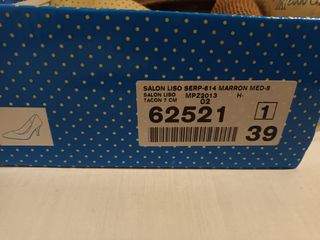 SALON LISO SERP-614 MARRON MED-8
SALON LISO MPZ2013 H-
TACON 7 CM 02
62521 1
39